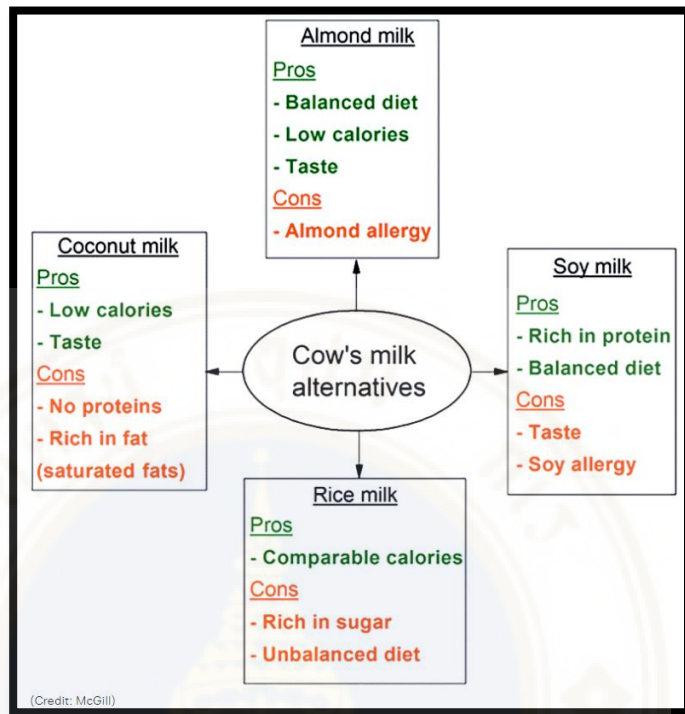 Almond milk
Pros
- Balanced diet
- Low calories
- Taste
Cons
- Almond allergy
Coconut milk
Pros
- Low calories
- Taste
Cons
- No proteins
- Rich in fat
(saturated fats)
Cow's milk
alternatives
Soy milk
Pros
- Rich in protein
- Balanced diet
Cons
- Taste
- Soy allergy
Rice milk
Pros
- Comparable calories
Cons
- Rich in sugar
- Unbalanced diet
(Credit: McGill)